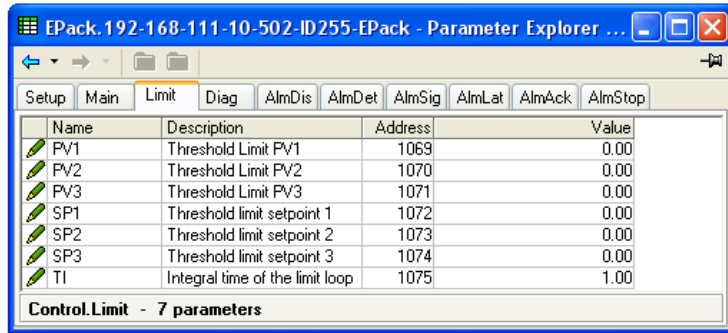 EPack.192-168-111-10-502-ID255-EPack - Parameter Explorer ...
Setup Main Limit Diag AlmDis AlmDet AlmSig AlmLat AlmAck AlmStop
Name Description Address Value
PV1 Threshold Limit PV1 1069 0.00
PV2 Threshold Limit PV2 1070 0.00
PV3 Threshold Limit PV3 1071 0.00
SP1 Threshold limit setpoint 1 1072 0.00
SP2 Threshold limit setpoint 2 1073 0.00
SP3 Threshold limit setpoint 3 1074 0.00
TI Integral time of the limit loop 1075 1.00
Control.Limit - 7 parameters